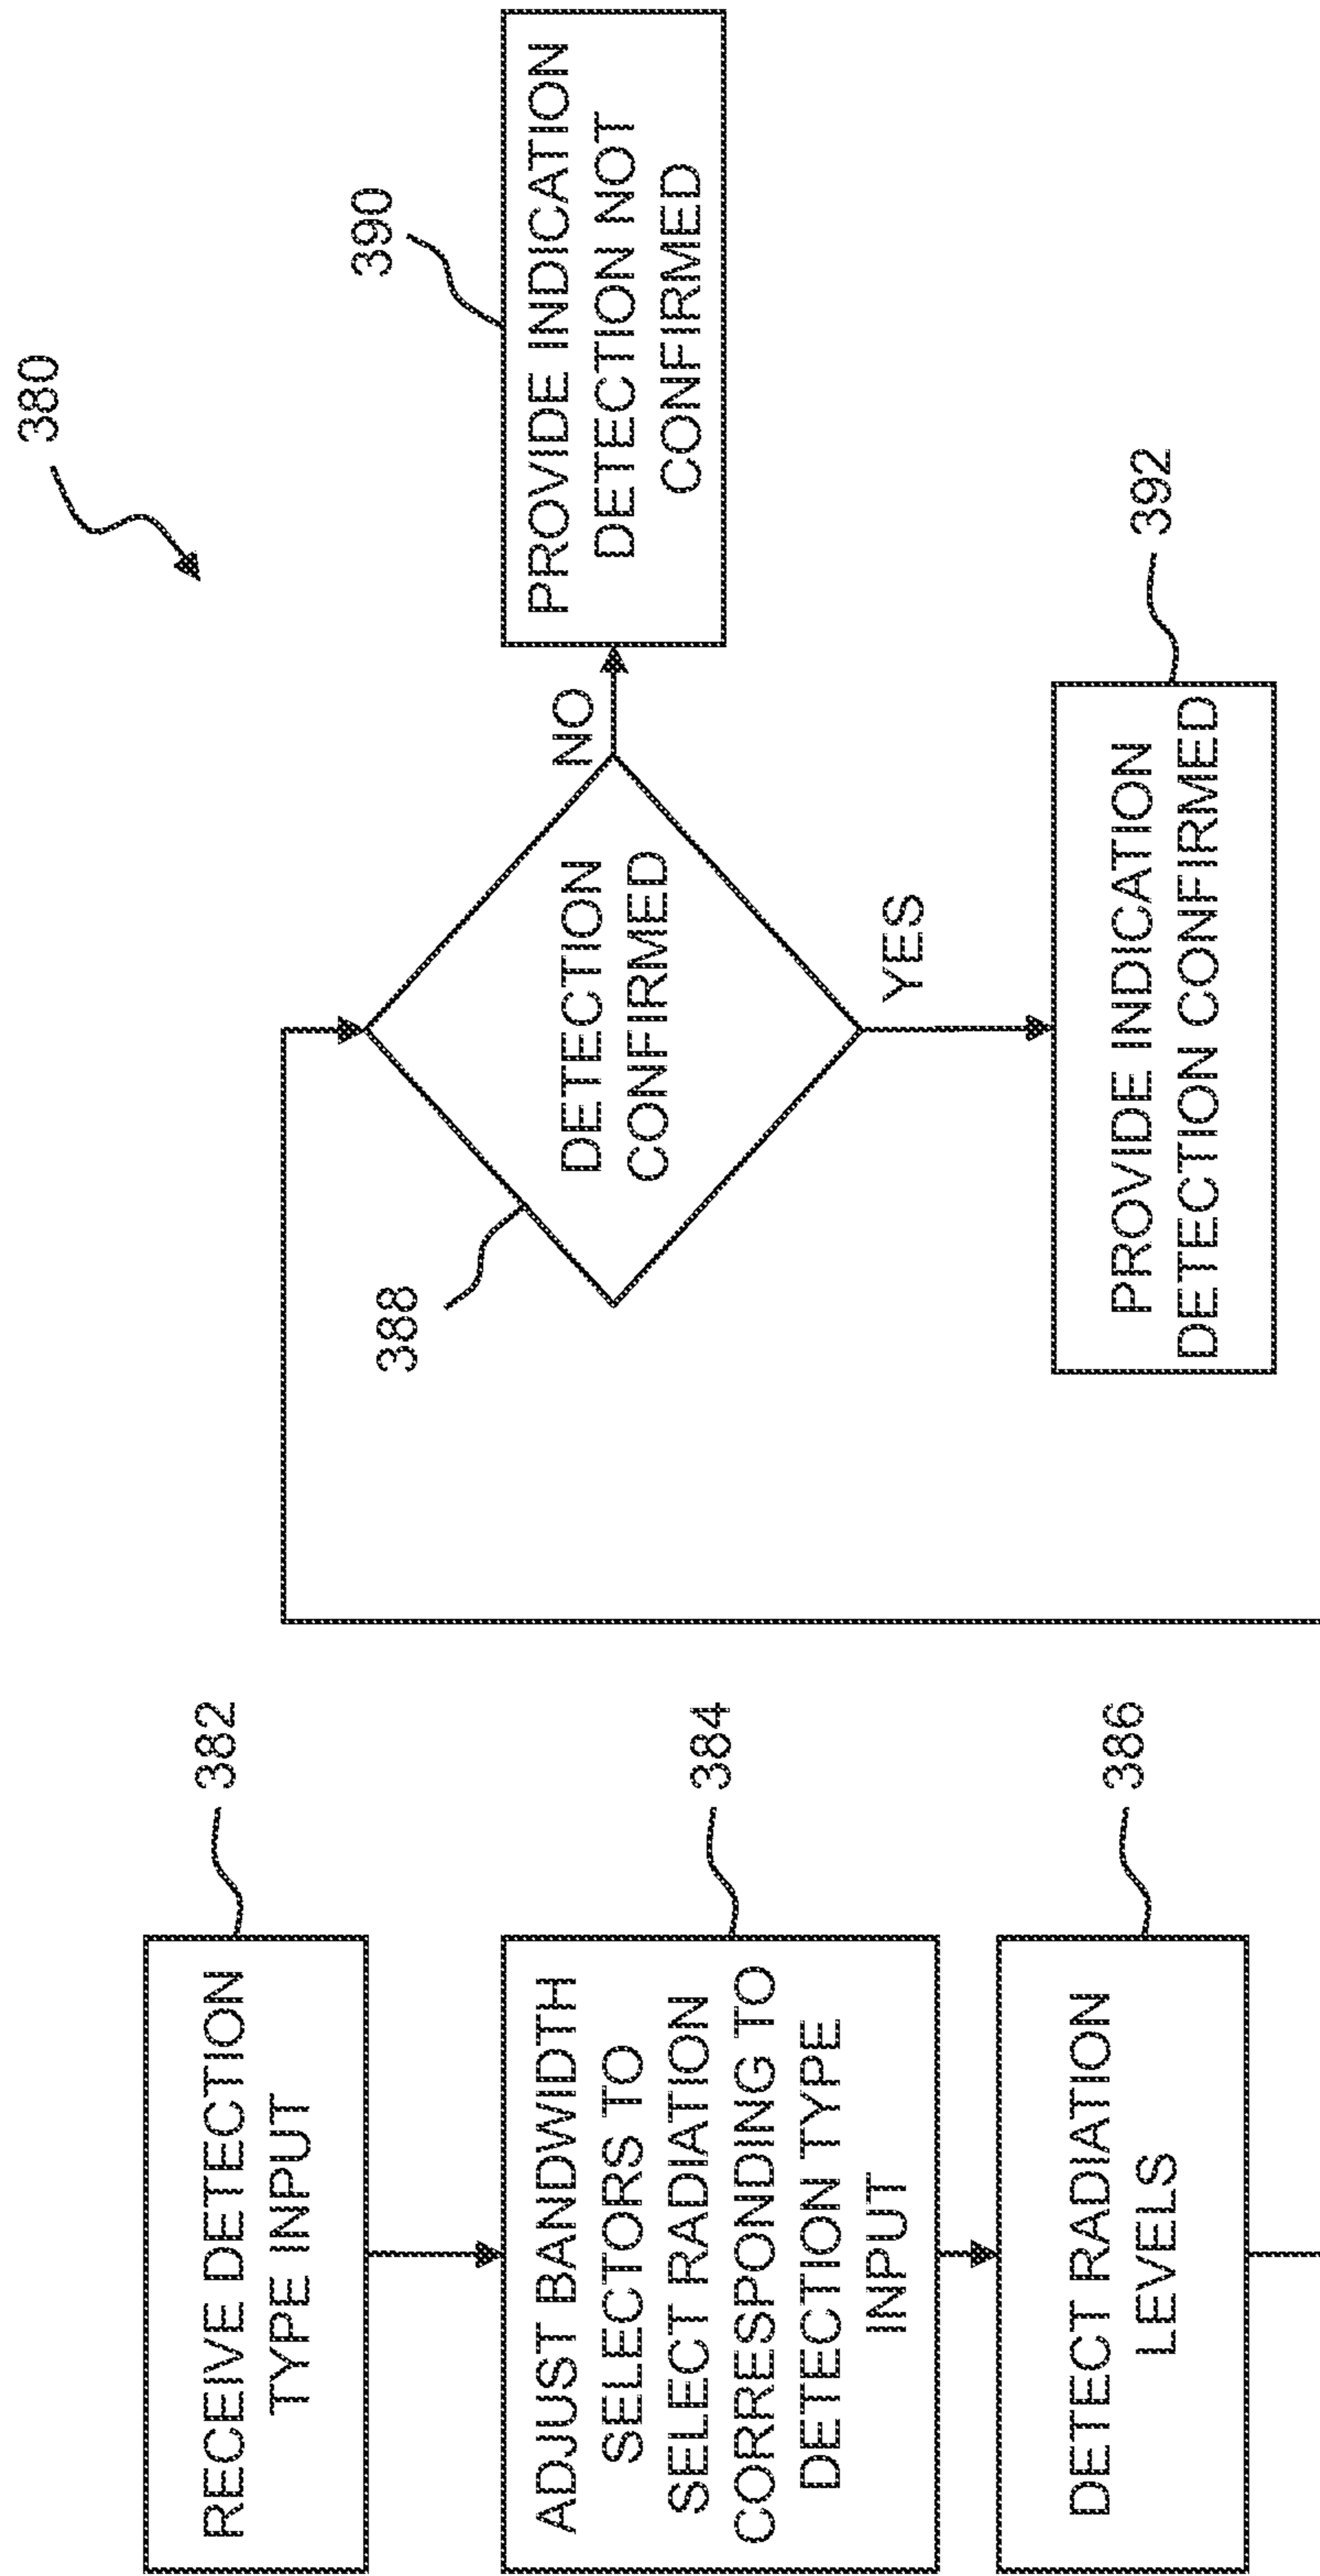 380
RECEIVE DETECTION
TYPE INPUT
382
ADJUST BANDWIDTH
SELECTORS TO
SELECT RADIATION
CORRESPONDING TO
DETECTION TYPE
INPUT
384
DETECT RADIATION
LEVELS
386
DETECTION
CONFIRMED
388
NO
PROVIDE INDICATION
DETECTION NOT
CONFIRMED
390
YES
PROVIDE INDICATION
DETECTION CONFIRMED
392